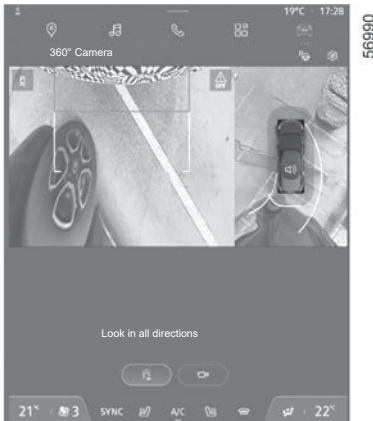 19°C 17:28
360° Camera
OFF
Look in all directions
21° 3 SYNC A/C 22°
56990